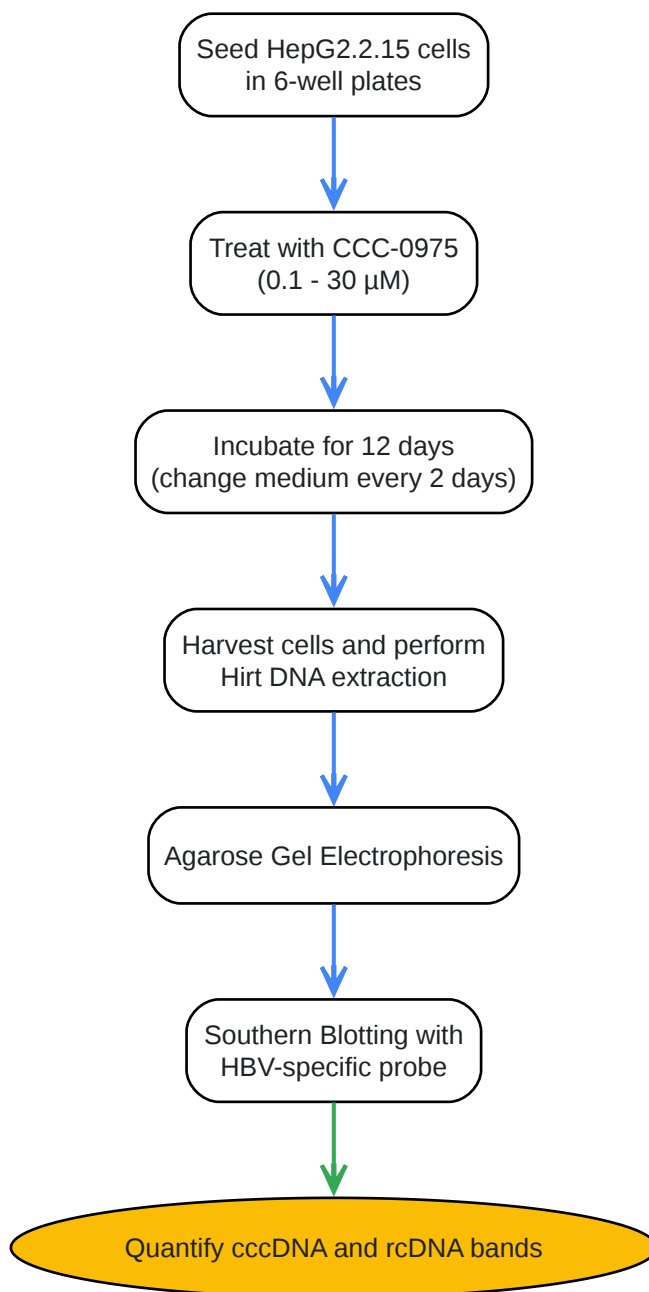 Seed HepG2.2.15 cells
in 6-well plates
Treat with CCC-0975
(0.1 - 30 µM)
Incubate for 12 days
(change medium every 2 days)
Harvest cells and perform
Hirt DNA extraction
Agarose Gel Electrophoresis
Southern Blotting with
HBV-specific probe
Quantify cccDNA and rcDNA bands